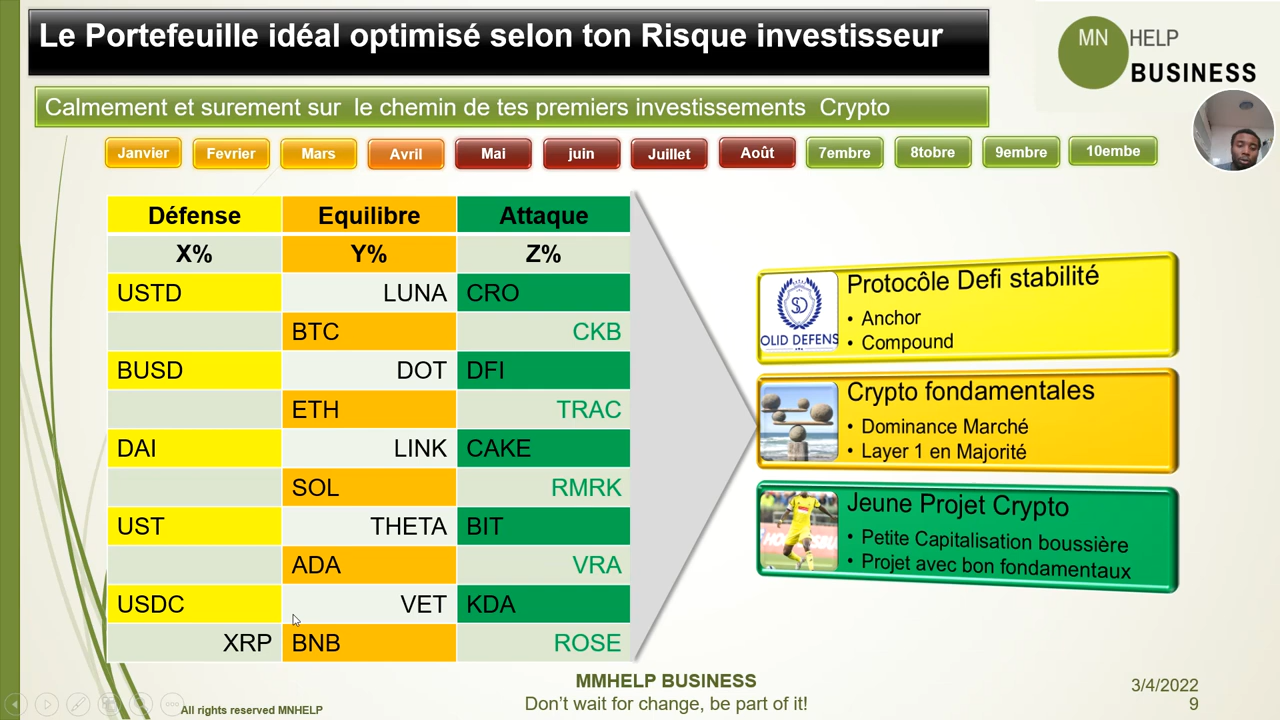 Le Portefeuille idéal optimisé selon ton Risque investisseur
MN HELP
BUSINESS
Calmement et surement sur le chemin de tes premiers investissements Crypto
Janvier Fevrier Mars Avril Mai juin Juillet Août 7embre 8tobre 9embre 10embe
Défense Equilibre Attaque
X% Y% Z%
USTD LUNA CRO
BTC CKB
BUSD DOT DFI
ETH TRAC
DAI LINK CAKE
SOL RMRK
UST THETA BIT
ADA VRA
USDC VET KDA
XRP BNB ROSE
Protocôle Defi stabilité
• Anchor
• Compound
SD
OLID DEFENS
Crypto fondamentales
• Dominance Marché
• Layer 1 en Majorité
Jeune Projet Crypto
• Petite Capitalisation boussière
• Projet avec bon fondamentaux
MMHELP BUSINESS
Don't wait for change, be part of it!
All rights reserved MNHELP
3/4/2022
9